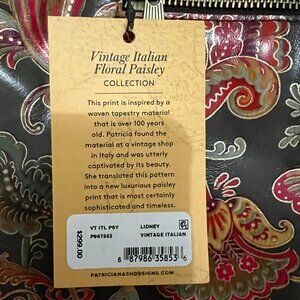 Vintage Italian
Floral Paisley
COLLECTION
This print is inspired by a
woven tapestry material
that is over 100 years
old. Patricia found the
material at a vintage shop
in Italy and was utterly
captivated by its beauty.
She translated this pattern
into a new luxurious paisley
print that is most certainly
sophisticated and timeless.
$299.00
VT ITL PSY
LIDNEY
P887562
VINTAGE ITALIAN
8 87986 35853 6
PATRICIANASHDESIGNS.COM